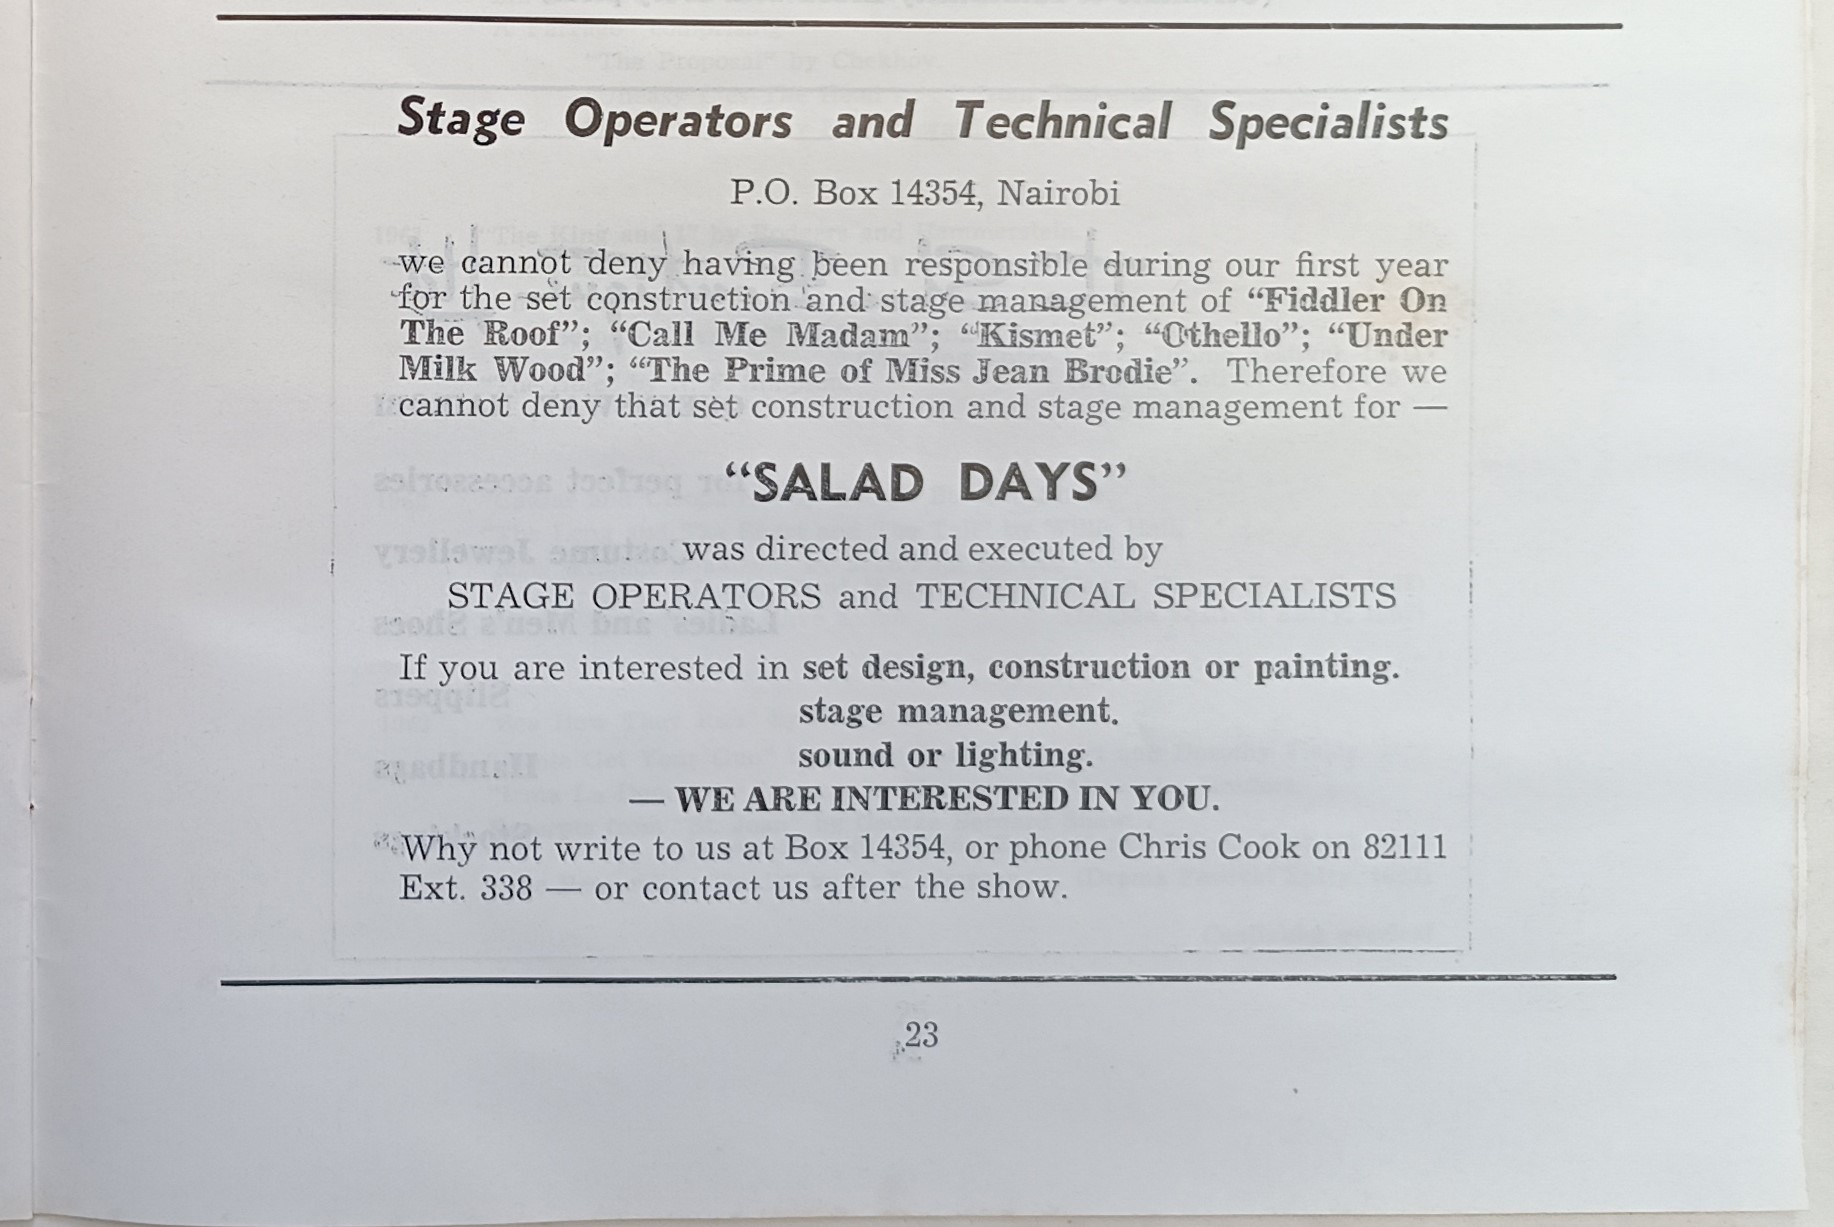 Stage Operators and Technical Specialists
P.O. Box 14354, Nairobi
we cannot deny having been responsible during our first year
for the set construction and stage management of “Fiddler On
The Roof”; “Call Me Madam”; “Kismet”; “Othello”; “Under
Milk Wood”; “The Prime of Miss Jean Brodie”. Therefore we
cannot deny that set construction and stage management for —
“SALAD DAYS”
was directed and executed by
STAGE OPERATORS and TECHNICAL SPECIALISTS
If you are interested in set design, construction or painting.
stage management.
sound or lighting.
— WE ARE INTERESTED IN YOU.
Why not write to us at Box 14354, or phone Chris Cook on 82111
Ext. 338 — or contact us after the show.
23